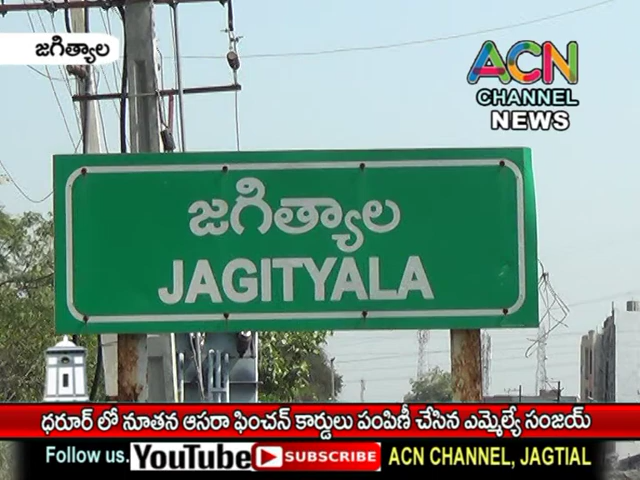 జగిత్యాల
ACN
CHANNEL
NEWS
జగిత్యాల
JAGITYALA
ధరూర్ లో నూతన ఆసరా ఫించన్ కార్డులు పంపిణీ చేసిన ఎమ్మెల్యే సంజయ్
Follow us. YouTube SUBSCRIBE ACN CHANNEL, JAGTIAL